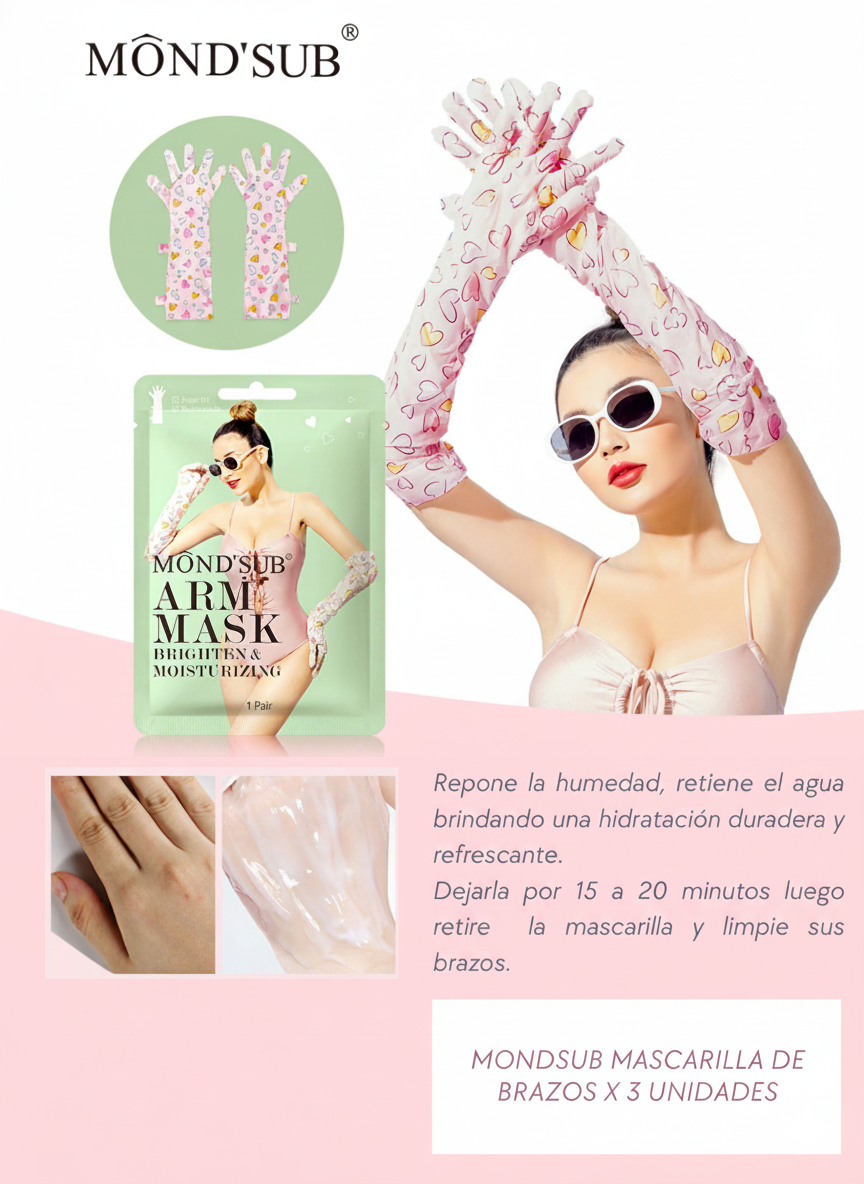 MÔND'SUB®
MÔND'SUB®
ARM
MASK
BRIGHTEN &
MOISTURIZING
1 Pair
Repone la humedad, retiene el agua
brindando una hidratación duradera y
refrescante.
Dejarla por 15 a 20 minutos luego
retire la mascarilla y limpie sus
brazos.
MONDSUB MASCARILLA DE
BRAZOS X 3 UNIDADES